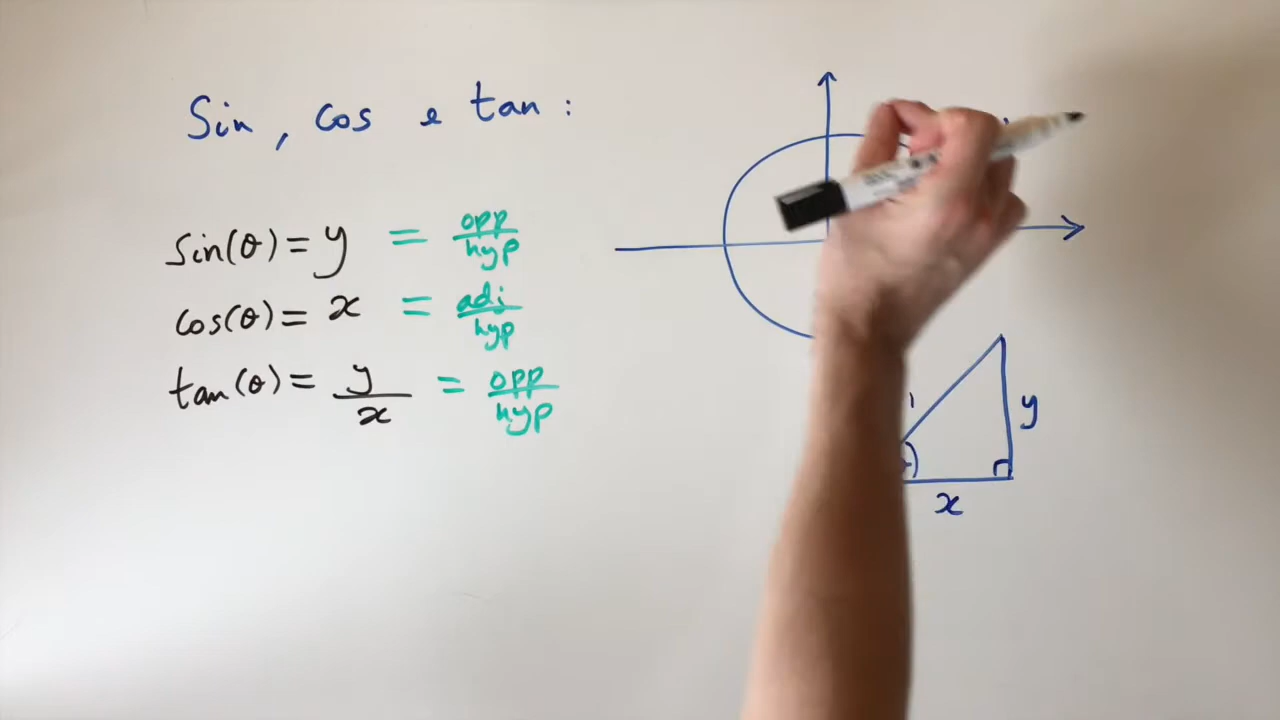 Sin, cos e tan:
Sin(θ) = y = opp/hyp
cos(θ) = x = adj/hyp
tan(θ) = y/x = opp/hyp
1
y
x